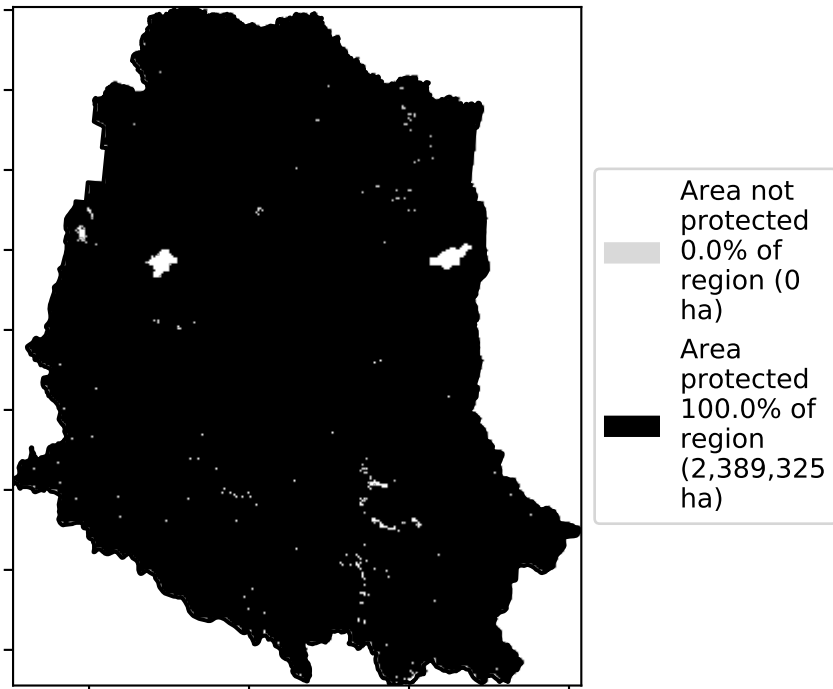 Area not
protected
0.0% of
region (0
ha)
Area
protected
100.0% of
region
(2,389,325
ha)